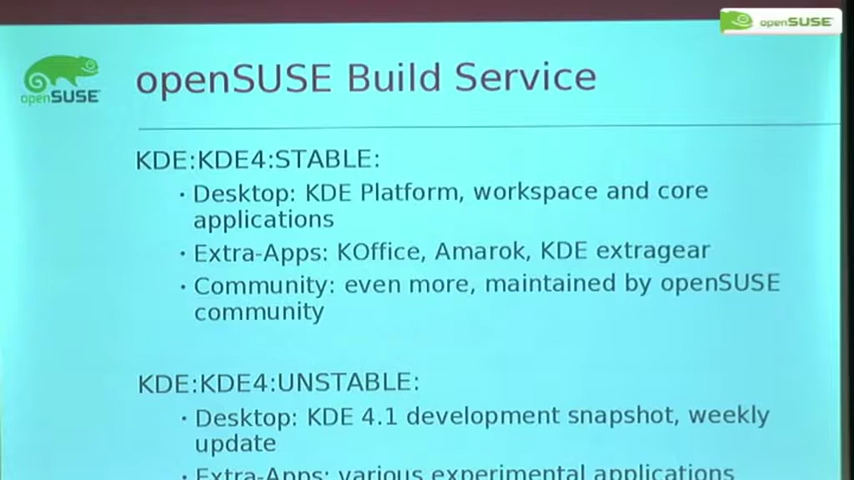 openSUSE
openSUSE
openSUSE Build Service
KDE:KDE4:STABLE:
· Desktop: KDE Platform, workspace and core
applications
· Extra-Apps: KOffice, Amarok, KDE extragear
· Community: even more, maintained by openSUSE
community
KDE:KDE4:UNSTABLE:
· Desktop: KDE 4.1 development snapshot, weekly
update
· Extra-Apps: various experimental applications